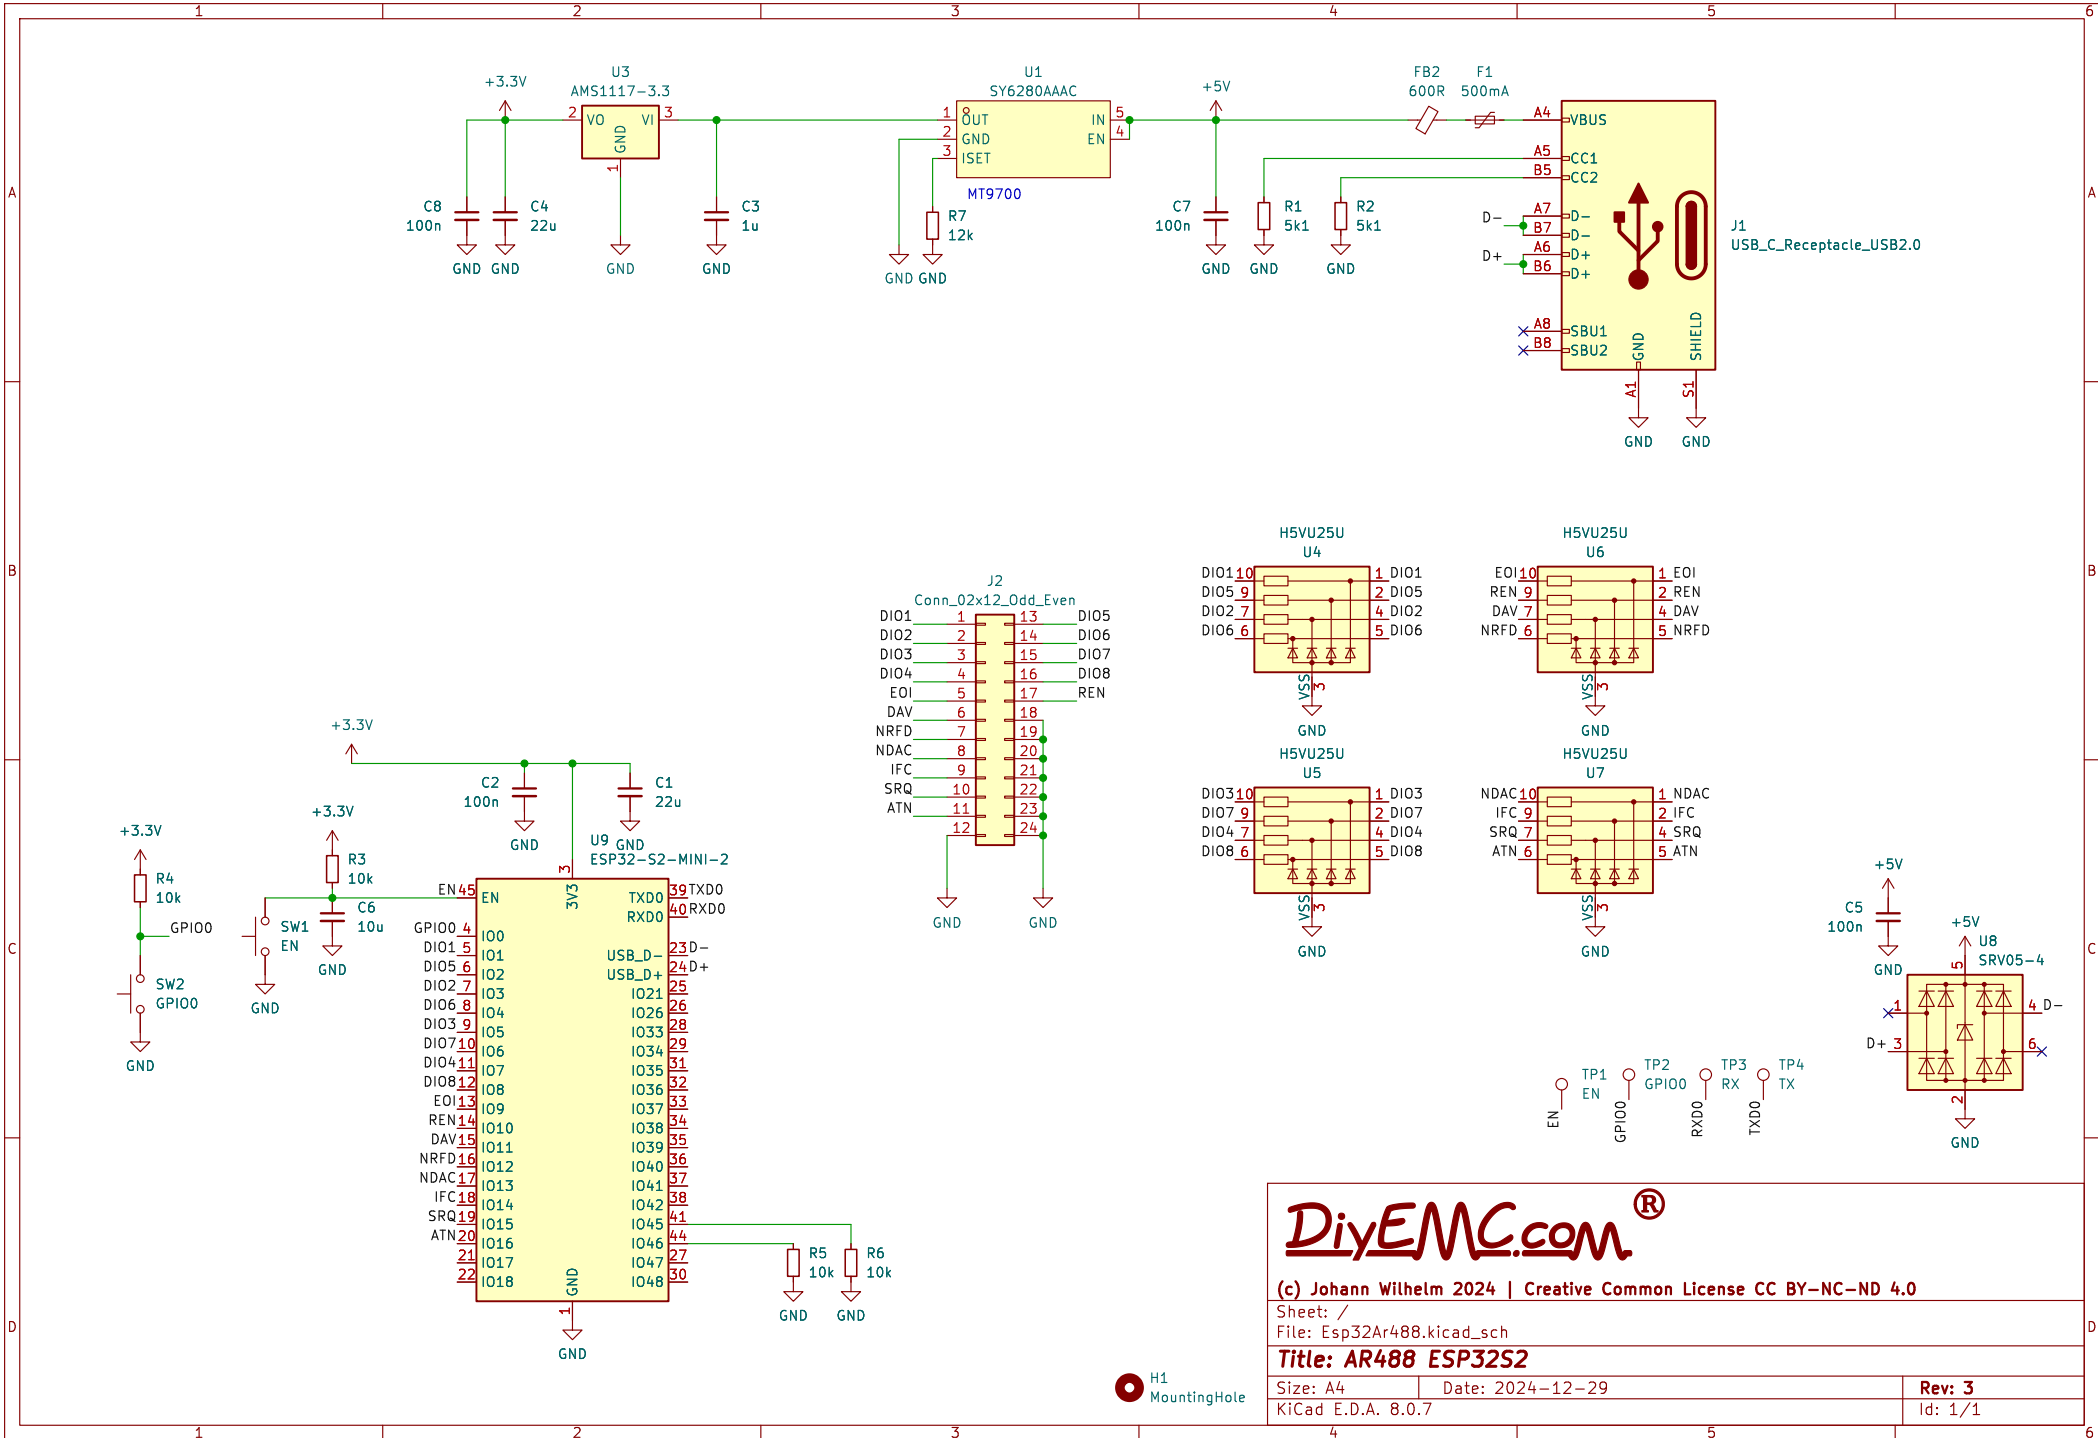 1 2 3 4 5 6
A
B
C
D
A
B
C
D
+3.3V
U3
AMS1117-3.3
2 VO VI 3
GND
1
C8
100n
GND
C4
22u
GND
GND
C3
1u
GND
U1
SY6280AAAC
1 OUT IN 5
2 GND EN 4
3 ISET
MT9700
R7
12k
GND GND
+5V
C7
100n
GND
R1
5k1
GND
R2
5k1
GND
FB2
600R
F1
500mA
A4 VBUS
A5 CC1
B5 CC2
D- A7 D-
B7 D-
D+ A6 D+
B6 D+
A8 SBU1
B8 SBU2
GND
SHIELD
A1
S1
GND
GND
J1
USB_C_Receptacle_USB2.0
J2
Conn_02x12_Odd_Even
DIO1 1 13 DIO5
DIO2 2 14 DIO6
DIO3 3 15 DIO7
DIO4 4 16 DIO8
EOI 5 17 REN
DAV 6 18
NRFD 7 19
NDAC 8 20
IFC 9 21
SRQ 10 22
ATN 11 23
12 24
GND
GND
H5VU25U
U4
DIO1 10 1 DIO1
DIO5 9 2 DIO5
DIO2 7 4 DIO2
DIO6 6 5 DIO6
VSS 3
GND
H5VU25U
U6
EOI 10 1 EOI
REN 9 2 REN
DAV 7 4 DAV
NRFD 6 5 NRFD
VSS 3
GND
H5VU25U
U5
DIO3 10 1 DIO3
DIO7 9 2 DIO7
DIO4 7 4 DIO4
DIO8 6 5 DIO8
VSS 3
GND
H5VU25U
U7
NDAC 10 1 NDAC
IFC 9 2 IFC
SRQ 7 4 SRQ
ATN 6 5 ATN
VSS 3
GND
+3.3V
C2
100n
GND
C1
22u
GND
+3.3V
R3
10k
C6
10u
GND
+3.3V
R4
10k
GPIO0
SW2
GPIO0
GND
SW1
EN
GND
U9
ESP32-S2-MINI-2
3
3V3
EN 45 EN TXD0 39 TXD0
RXD0 40 RXD0
GPIO0 4 IO0
DIO1 5 IO1 USB_D- 23 D-
DIO5 6 IO2 USB_D+ 24 D+
DIO2 7 IO3 IO21 25
DIO6 8 IO4 IO26 26
DIO3 9 IO5 IO33 28
DIO7 10 IO6 IO34 29
DIO4 11 IO7 IO35 31
DIO8 12 IO8 IO36 32
EOI 13 IO9 IO37 33
REN 14 IO10 IO38 34
DAV 15 IO11 IO39 35
NRFD 16 IO12 IO40 36
NDAC 17 IO13 IO41 37
IFC 18 IO14 IO42 38
SRQ 19 IO15 IO45 41
ATN 20 IO16 IO46 44
21 IO17 IO47 27
22 IO18 IO48 30
GND
1
GND
R5
10k
GND
R6
10k
GND
+5V
C5
100n
GND
+5V
U8
SRV05-4
5
1 4 D-
D+ 3 6
2
GND
TP1
EN
EN
TP2
GPIO0
GPIO0
TP3
RX
RXD0
TP4
TX
TXD0
H1
MountingHole
DiyEMC.com®
(c) Johann Wilhelm 2024 | Creative Common License CC BY-NC-ND 4.0
Sheet: /
File: Esp32Ar488.kicad_sch
Title: AR488 ESP32S2
Size: A4 Date: 2024-12-29 Rev: 3
KiCad E.D.A. 8.0.7 Id: 1/1
1 2 3 4 5 6